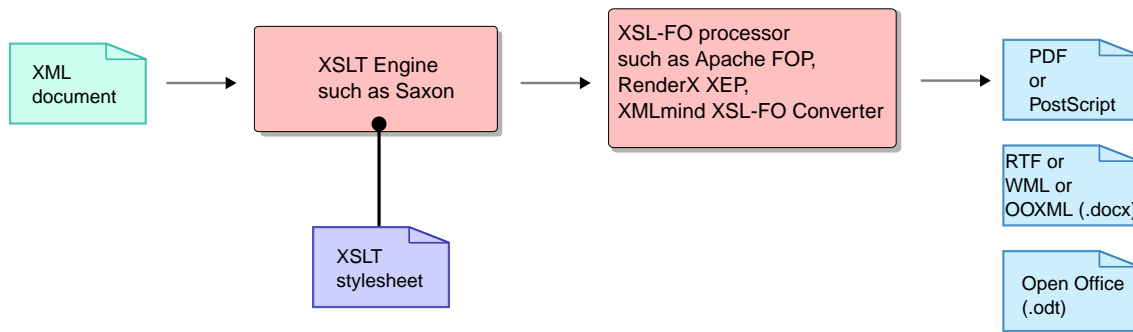 XML
document
XSLT Engine
such as Saxon
XSLT
stylesheet
XSL-FO processor
such as Apache FOP,
RenderX XEP,
XMLmind XSL-FO Converter
PDF
or
PostScript
RTF or
WML or
OOXML (.docx)
Open Office
(.odt)